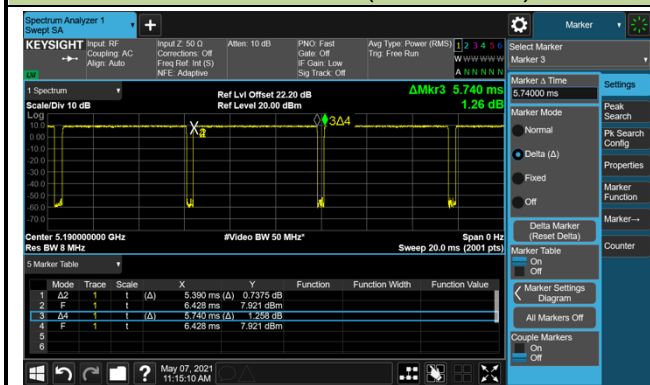 Spectrum Analyzer 1
Swept SA
Marker
KEYSIGHT
Input: RF
Coupling: AC
Align: Auto
Input Z: 50 Ω
Corrections: Off
Freq Ref: Int (S)
NFE: Adaptive
Atten: 10 dB
PNO: Fast
Gate: Off
IF Gain: Low
Sig Track: Off
Avg Type: Power (RMS)
Trig: Free Run
1 2 3 4 5 6
W W W W W W
A N N N N N
Select Marker
Marker 3
LXI
1 Spectrum
Ref Lvl Offset 22.20 dB
ΔMkr3 5.740 ms
Scale/Div 10 dB
Ref Level 20.00 dBm
1.26 dB
Log
10.0
0.00
-10.0
-20.0
-30.0
-40.0
-50.0
-60.0
-70.0
3Δ4
Center 5.190000000 GHz
#Video BW 50 MHz*
Span 0 Hz
Res BW 8 MHz
Sweep 20.0 ms (2001 pts)
5 Marker Table
Mode Trace Scale X Y Function Function Width Function Value
1 Δ2 1 t (Δ) 5.390 ms (Δ) 0.7375 dB
2 F 1 t 6.428 ms 7.921 dBm
3 Δ4 1 t (Δ) 5.740 ms (Δ) 1.258 dB
4 F 1 t 6.428 ms 7.921 dBm
5
6
Marker Δ Time
5.74000 ms
Marker Mode
Normal
Delta (Δ)
Fixed
Off
Delta Marker
(Reset Delta)
Marker Table
On
Off
Marker Settings
Diagram
All Markers Off
Couple Markers
On
Off
Settings
Peak
Search
Pk Search
Config
Properties
Marker
Function
Marker→
Counter
May 07, 2021
11:15:10 AM